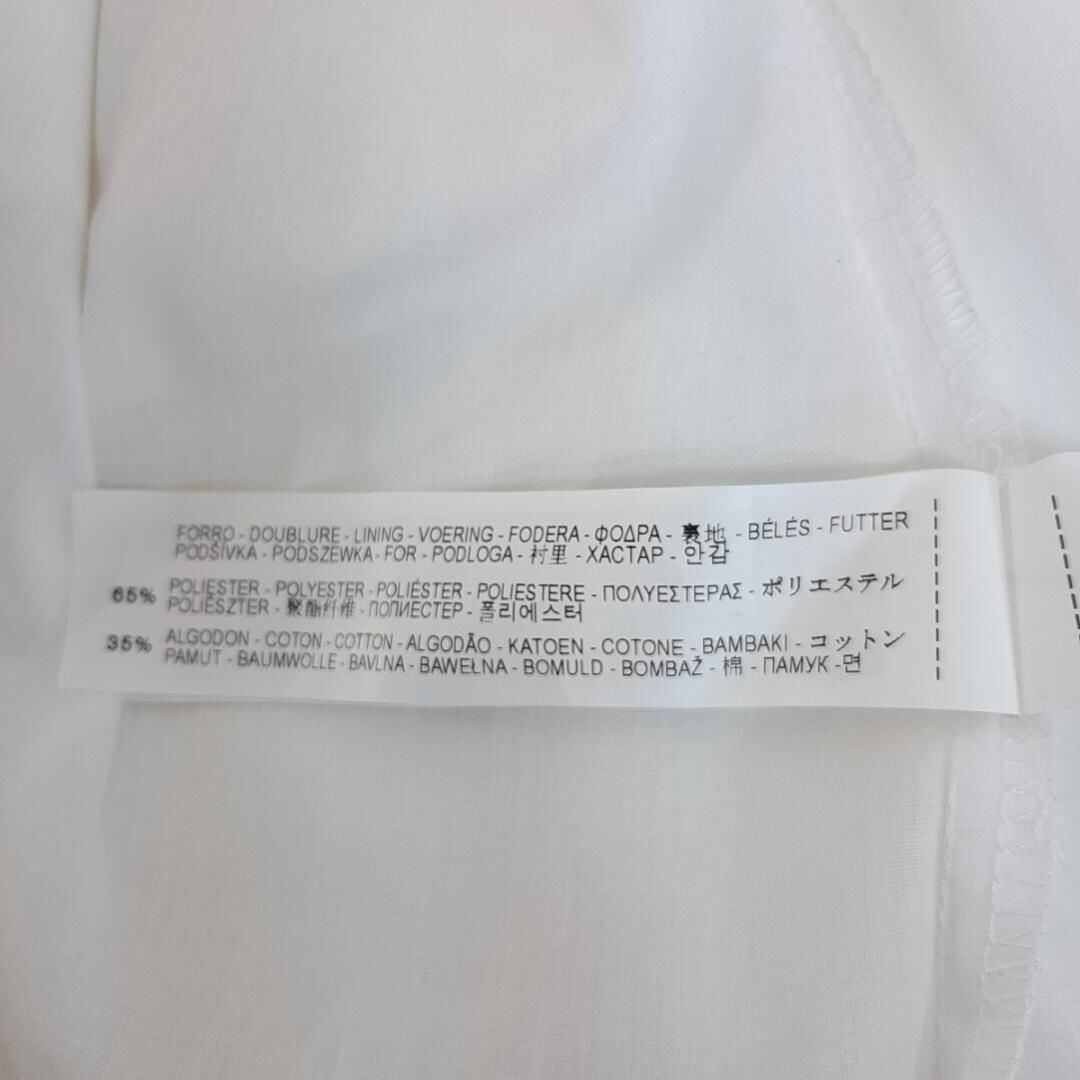 FORRO - DOUBLURE - LINING - VOERING - FODERA - ΦΟΔΡΑ - 裏地 - BÉLÉS - FUTTER
PODŠÍVKA - PODSZEWKA - FOR - PODLOGA - 衬里 - ХАСТАР - 안감
65% POLIESTER - POLYESTER - POLIÉSTER - POLIESTERE - ΠΟΛΥΕΣΤΕΡΑΣ - ポリエステル
POLIÉSZTER - 聚酯纤维 - ПОПИЕСТЕР - 폴리에스터
35% ALGODON - COTON - COTTON - ALGODÃO - KATOEN - COTONE - BAMBAKI - コットン
PAMUT - BAUMWOLLE - BAVLNA - BAWEŁNA - BOMULD - BOMBAŽ - 棉 - ПАМУК - 면